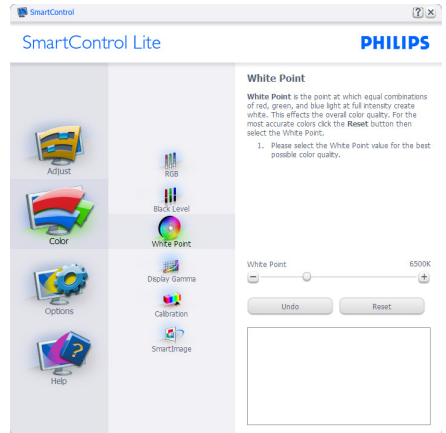 SmartControl
SmartControl Lite
PHILIPS
Adjust
Color
Options
Help
RGB
Black Level
White Point
Display Gamma
Calibration
SmartImage
White Point
White Point is the point at which equal combinations
of red, green, and blue light at full intensity create
white. This effects the overall color quality. For the
most accurate colors click the Reset button then
select the White Point.
1. Please select the White Point value for the best
possible color quality.
White Point 6500K
Undo Reset